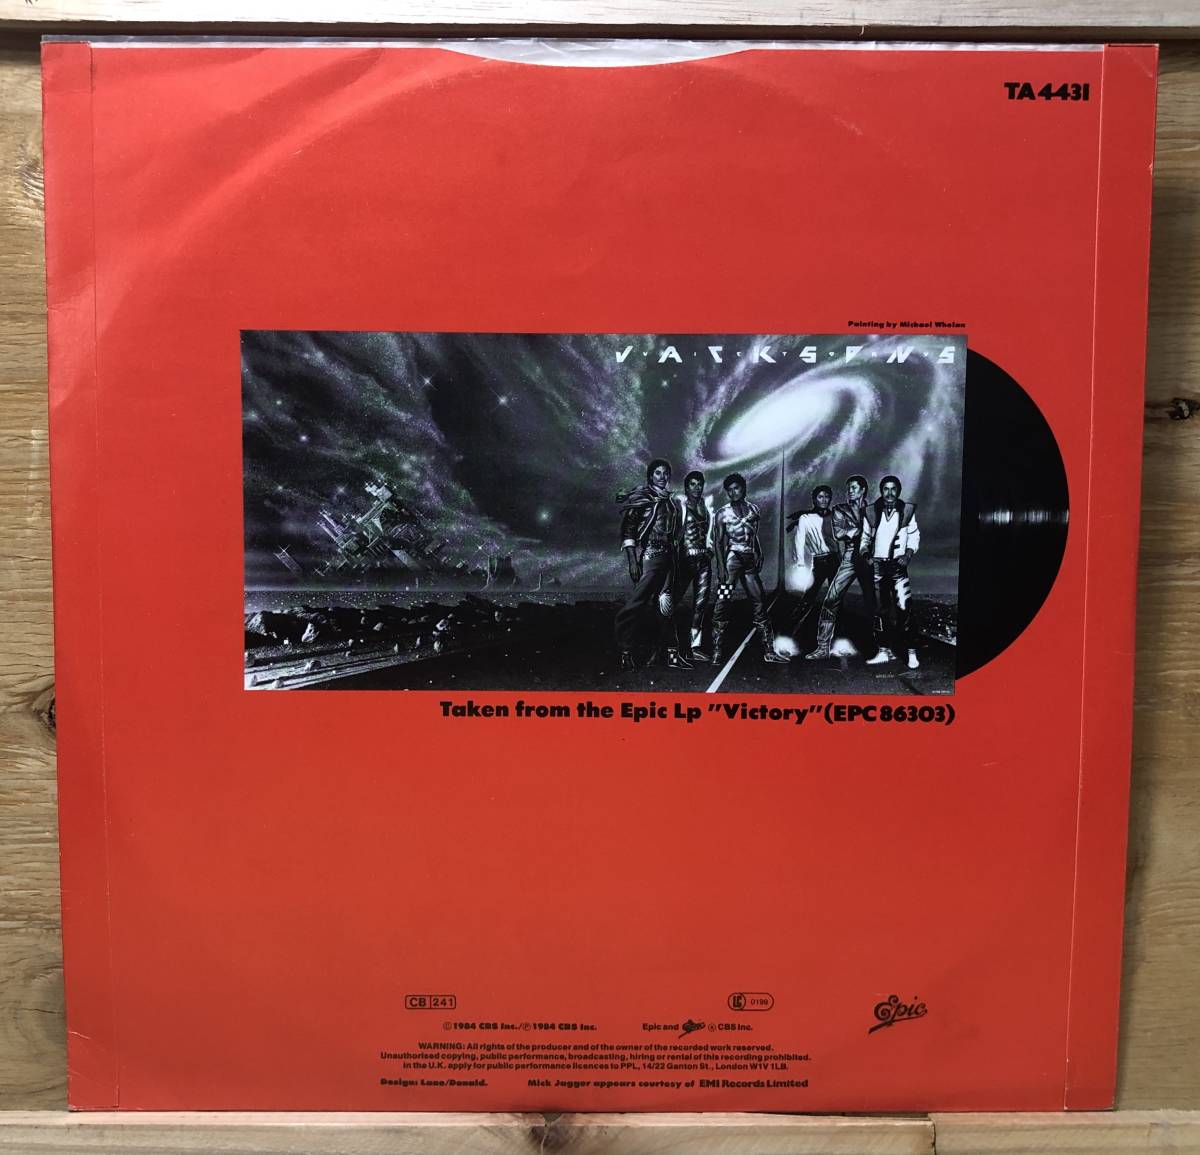 TA 4431
Painting by Michael Whelan
JACKSONS
VICTORY
Taken from the Epic Lp "Victory" (EPC 86303)
CB 241
LC 0199
© 1984 CBS Inc./℗ 1984 CBS Inc.
Epic and Epic ® CBS Inc.
Epic
WARNING: All rights of the producer and of the owner of the recorded work reserved.
Unauthorised copying, public performance, broadcasting, hiring or rental of this recording prohibited.
in the U.K. apply for public performance licences to PPL, 14/22 Ganton St., London W1V 1LB.
Design: Lane/Donald.
Mick Jagger appears courtesy of EMI Records Limited